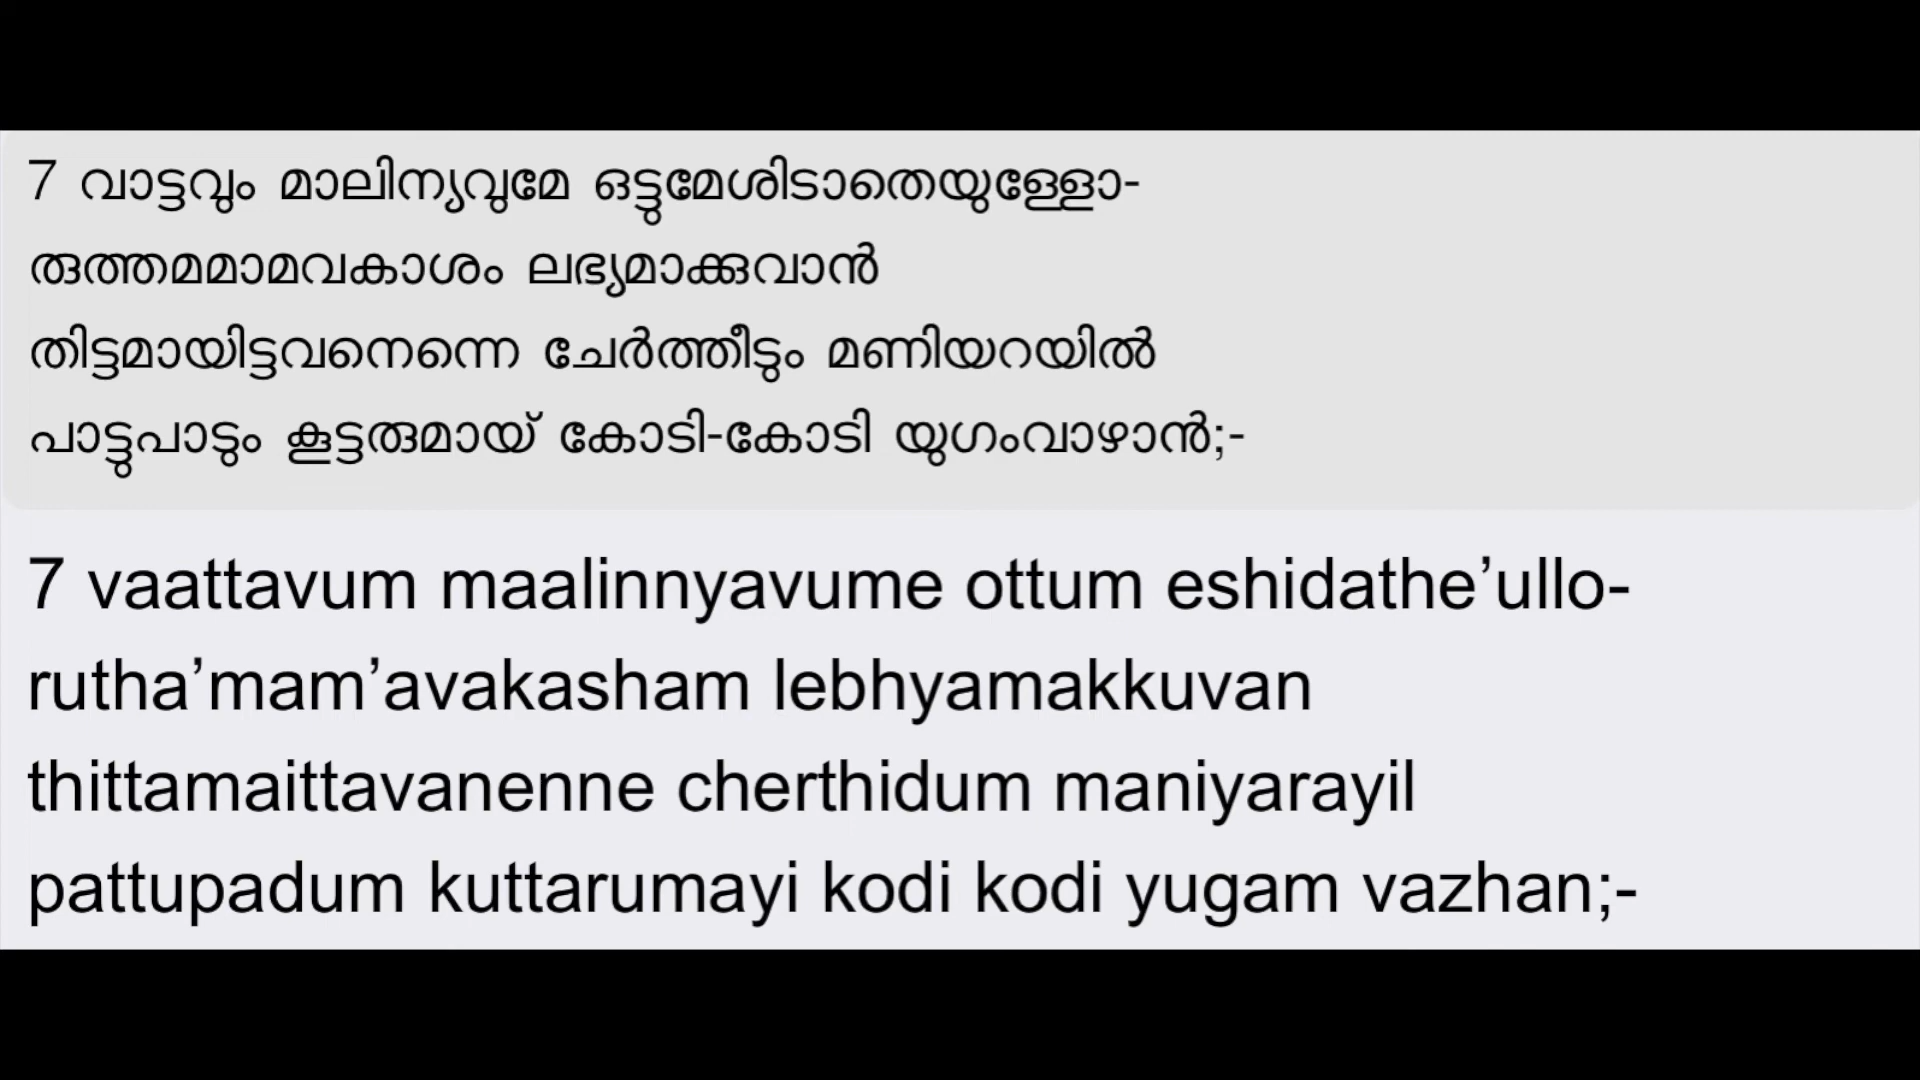 7 വാട്ടവും മാലിന്യവുമേ ഒട്ടുമേശിടാതെയുള്ളോ-
രുത്തമമാമവകാശം ലഭ്യമാക്കുവാൻ
തിട്ടമായിട്ടവനെന്നെ ചേർത്തീടും മണിയറയിൽ
പാട്ടുപാടും കൂട്ടരുമായ് കോടി-കോടി യുഗംവാഴാൻ;-
7 vaattavum maalinnyavume ottum eshidathe’ullo-
rutha’mam’avakasham lebhyamakkuvan
thittamaittavanenne cherthidum maniyarayil
pattupadum kuttarumayi kodi kodi yugam vazhan;-